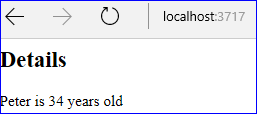 localhost:3717
Details
Peter is 34 years old